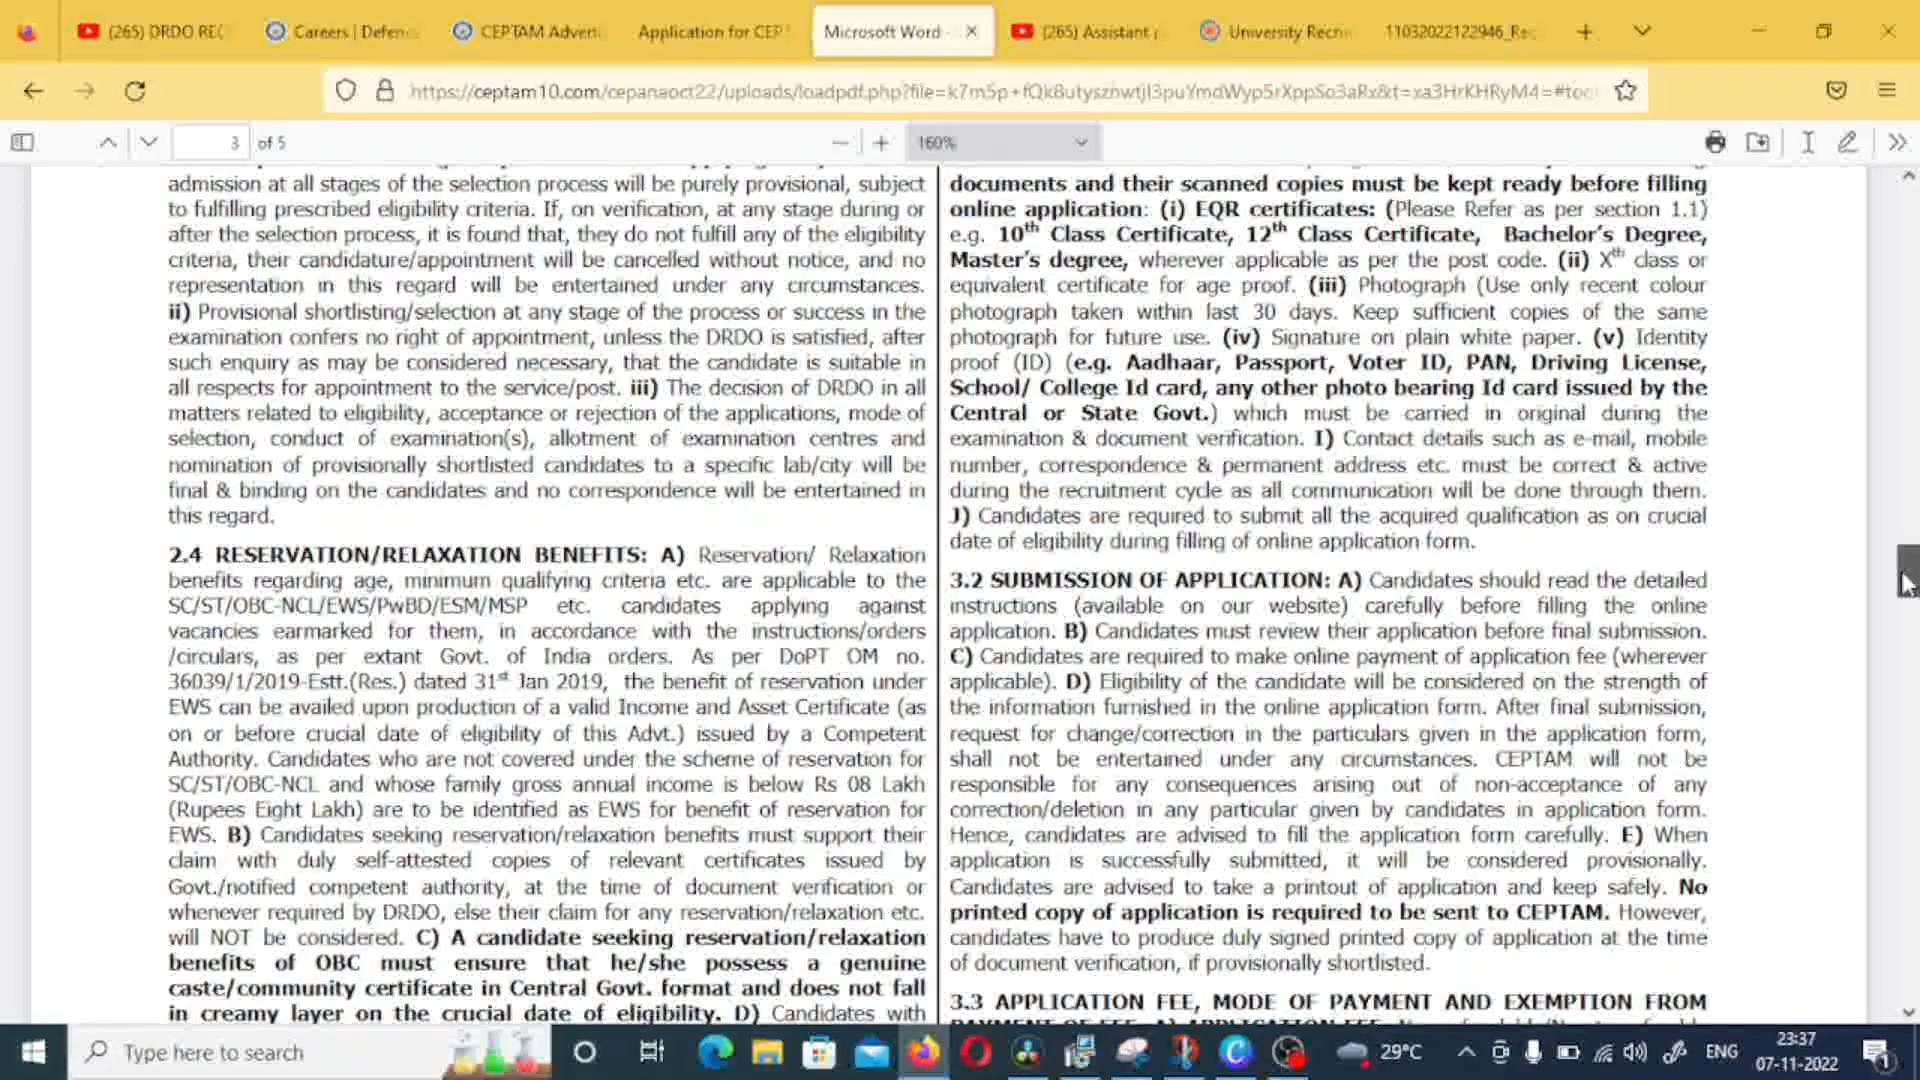 (265) DRDO REC
Careers | Defenc
CEPTAM Advert
Application for CEP
Microsoft Word -
(265) Assistant p
University Recru
11032022122946_Rec
https://ceptam10.com/cepanaoct22/uploads/loadpdf.php?file=
3 of 5
160%
admission at all stages of the selection process will be purely provisional, subject
to fulfilling prescribed eligibility criteria. If, on verification, at any stage during or
after the selection process, it is found that, they do not fulfill any of the eligibility
criteria, their candidature/appointment will be cancelled without notice, and no
representation in this regard will be entertained under any circumstances.
ii) Provisional shortlisting/selection at any stage of the process or success in the
examination confers no right of appointment, unless the DRDO is satisfied, after
such enquiry as may be considered necessary, that the candidate is suitable in
all respects for appointment to the service/post. iii) The decision of DRDO in all
matters related to eligibility, acceptance or rejection of the applications, mode of
selection, conduct of examination(s), allotment of examination centres and
nomination of provisionally shortlisted candidates to a specific lab/city will be
final & binding on the candidates and no correspondence will be entertained in
this regard.
2.4 RESERVATION/RELAXATION BENEFITS: A) Reservation/ Relaxation
benefits regarding age, minimum qualifying criteria etc. are applicable to the
SC/ST/OBC-NCL/EWS/PwBD/ESM/MSP etc. candidates applying against
vacancies earmarked for them, in accordance with the instructions/orders
/circulars, as per extant Govt. of India orders. As per DoPT OM no.
36039/1/2019-Estt.(Res.) dated 31st Jan 2019, the benefit of reservation under
EWS can be availed upon production of a valid Income and Asset Certificate (as
on or before crucial date of eligibility of this Advt.) issued by a Competent
Authority. Candidates who are not covered under the scheme of reservation for
SC/ST/OBC-NCL and whose family gross annual income is below Rs 08 Lakh
(Rupees Eight Lakh) are to be identified as EWS for benefit of reservation for
EWS. B) Candidates seeking reservation/relaxation benefits must support their
claim with duly self-attested copies of relevant certificates issued by
Govt./notified competent authority, at the time of document verification or
whenever required by DRDO, else their claim for any reservation/relaxation etc.
will NOT be considered. C) A candidate seeking reservation/relaxation
benefits of OBC must ensure that he/she possess a genuine
caste/community certificate in Central Govt. format and does not fall
in creamy layer on the crucial date of eligibility. D) Candidates with
documents and their scanned copies must be kept ready before filling
online application: (i) EQR certificates: (Please Refer as per section 1.1)
e.g. 10th Class Certificate, 12th Class Certificate, Bachelor's Degree,
Master's degree, wherever applicable as per the post code. (ii) Xth class or
equivalent certificate for age proof. (iii) Photograph (Use only recent colour
photograph taken within last 30 days. Keep sufficient copies of the same
photograph for future use. (iv) Signature on plain white paper. (v) Identity
proof (ID) (e.g. Aadhaar, Passport, Voter ID, PAN, Driving License,
School/ College Id card, any other photo bearing Id card issued by the
Central or State Govt.) which must be carried in original during the
examination & document verification. I) Contact details such as e-mail, mobile
number, correspondence & permanent address etc. must be correct & active
during the recruitment cycle as all communication will be done through them.
J) Candidates are required to submit all the acquired qualification as on crucial
date of eligibility during filling of online application form.
3.2 SUBMISSION OF APPLICATION: A) Candidates should read the detailed
instructions (available on our website) carefully before filling the online
application. B) Candidates must review their application before final submission.
C) Candidates are required to make online payment of application fee (wherever
applicable). D) Eligibility of the candidate will be considered on the strength of
the information furnished in the online application form. After final submission,
request for change/correction in the particulars given in the application form,
shall not be entertained under any circumstances. CEPTAM will not be
responsible for any consequences arising out of non-acceptance of any
correction/deletion in any particular given by candidates in application form.
Hence, candidates are advised to fill the application form carefully. E) When
application is successfully submitted, it will be considered provisionally.
Candidates are advised to take a printout of application and keep safely. No
printed copy of application is required to be sent to CEPTAM. However,
candidates have to produce duly signed printed copy of application at the time
of document verification, if provisionally shortlisted.
3.3 APPLICATION FEE, MODE OF PAYMENT AND EXEMPTION FROM
Type here to search
29°C
ENG
23:37
07-11-2022
1